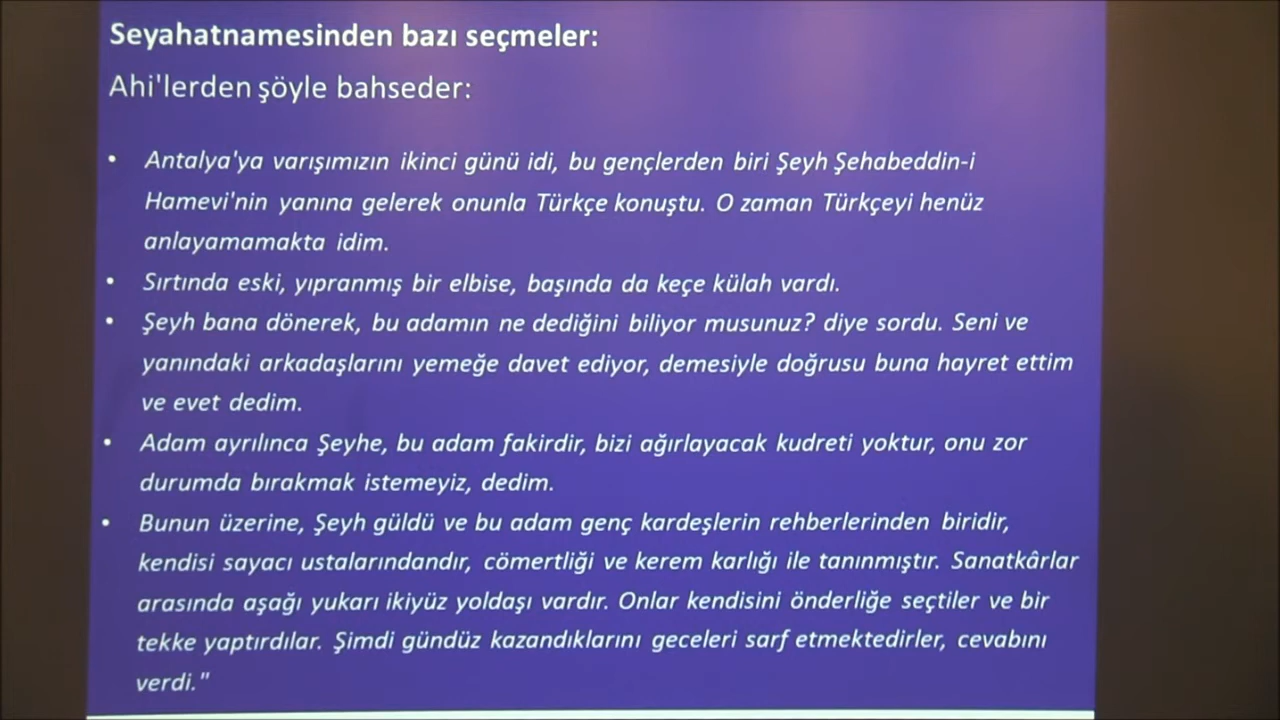 Seyahatnamesinden bazı seçmeler:
Ahi'lerden şöyle bahseder:
• Antalya'ya varışımızın ikinci günü idi, bu gençlerden biri Şeyh Şehabeddin-i
Hamevi'nin yanına gelerek onunla Türkçe konuştu. O zaman Türkçeyi henüz
anlayamamakta idim.
• Sırtında eski, yıpranmış bir elbise, başında da keçe külah vardı.
• Şeyh bana dönerek, bu adamın ne dediğini biliyor musunuz? diye sordu. Seni ve
yanındaki arkadaşlarını yemeğe davet ediyor, demesiyle doğrusu buna hayret ettim
ve evet dedim.
• Adam ayrılınca Şeyhe, bu adam fakirdir, bizi ağırlayacak kudreti yoktur, onu zor
durumda bırakmak istemeyiz, dedim.
• Bunun üzerine, Şeyh güldü ve bu adam genç kardeşlerin rehberlerinden biridir,
kendisi sayacı ustalarındandır, cömertliği ve kerem karlığı ile tanınmıştır. Sanatkârlar
arasında aşağı yukarı ikiyüz yoldaşı vardır. Onlar kendisini önderliğe seçtiler ve bir
tekke yaptırdılar. Şimdi gündüz kazandıklarını geceleri sarf etmektedirler, cevabını
verdi."